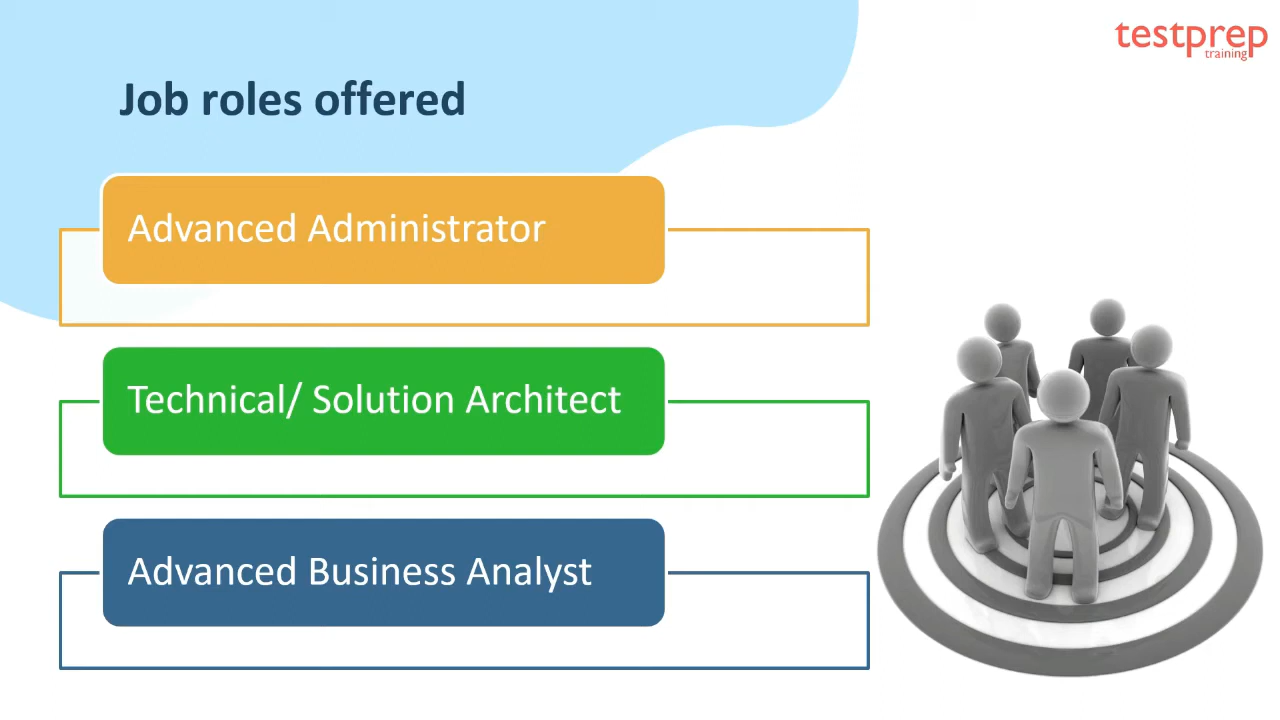 testprep
training
Job roles offered
Advanced Administrator
Technical/ Solution Architect
Advanced Business Analyst